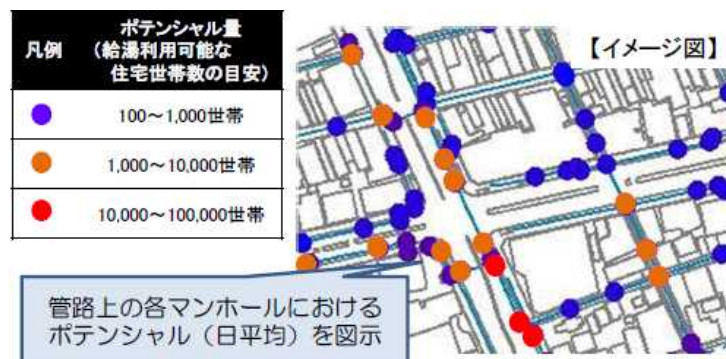 凡例
ポテンシャル量
(給湯利用可能な
住宅世帯数の目安)
100～1,000世帯
1,000～10,000世帯
10,000～100,000世帯
【イメージ図】
管路上の各マンホールにおける
ポテンシャル（日平均）を図示